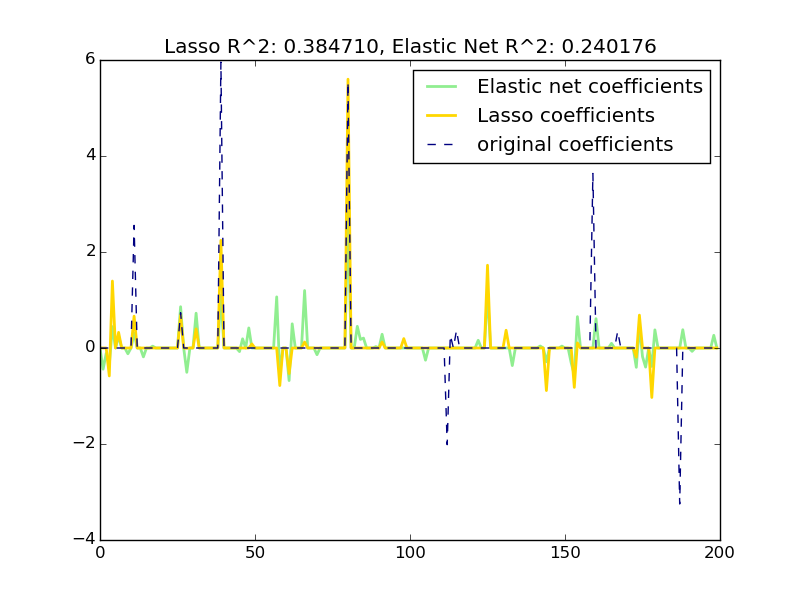 Lasso R^2: 0.384710, Elastic Net R^2: 0.240176
6
Elastic net coefficients
Lasso coefficients
original coefficients
4
2
0
−2
−4
0 50 100 150 200